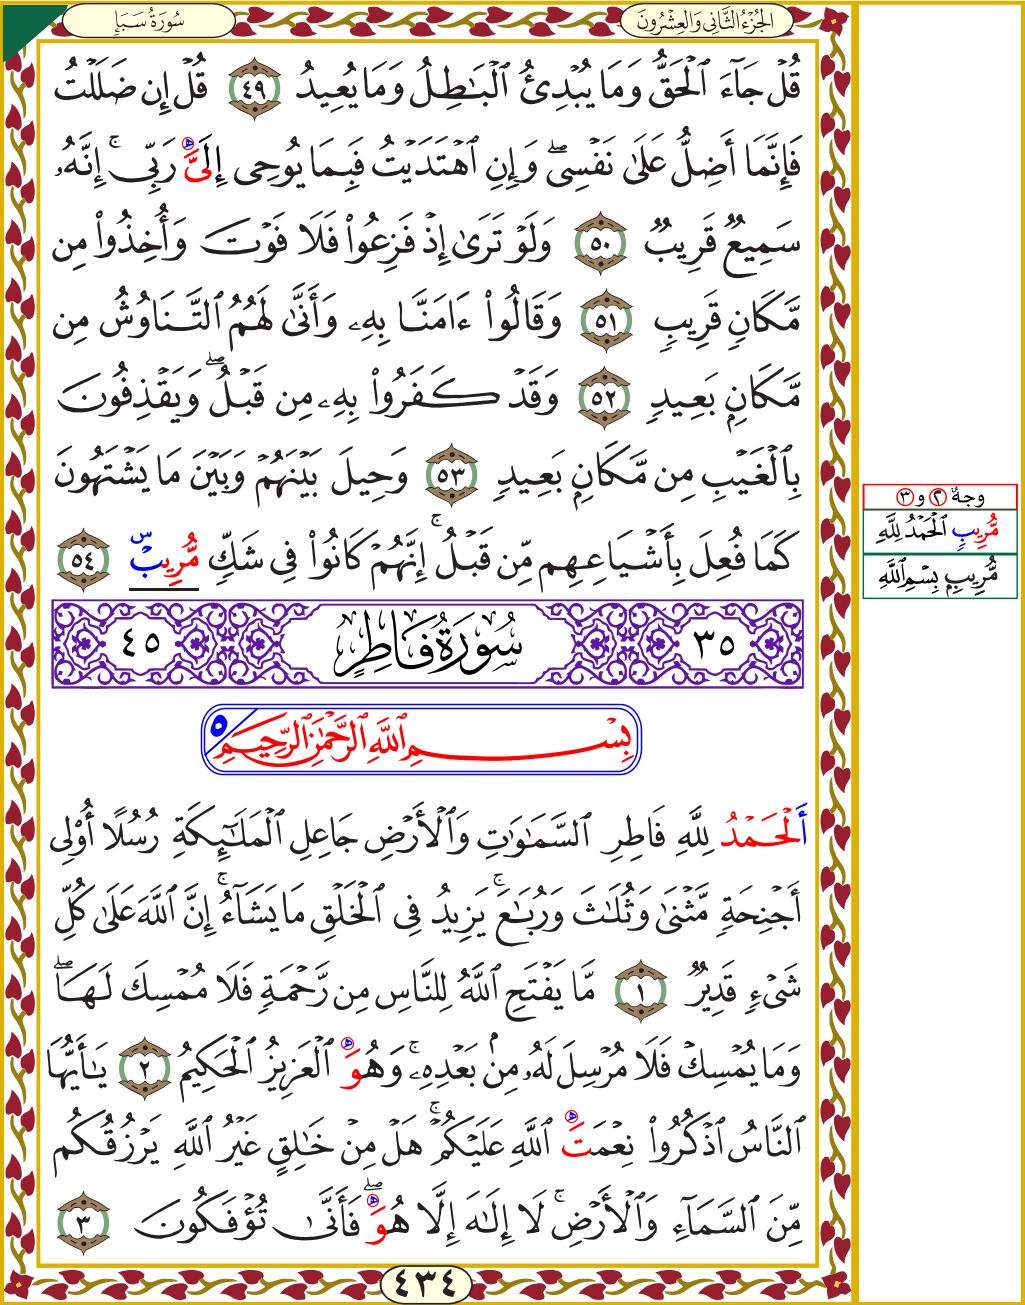 الجُزْءُ الثَّانِي وَالعِشْرُونَ
سُورَةُ سَبَإٍ
قُلۡ جَآءَ ٱلۡحَقُّ وَمَا يُبۡدِئُ ٱلۡبَٰطِلُ وَمَا يُعِيدُ ٤٩ قُلۡ إِن ضَلَلۡتُ
فَإِنَّمَآ أَضِلُّ عَلَىٰ نَفۡسِيۖ وَإِنِ ٱهۡتَدَيۡتُ فَبِمَا يُوحِىٓ إِلَىَّ رَبِّىٓۚ إِنَّهُۥ
سَمِيعٞ قَرِيبٞ ٥٠ وَلَوۡ تَرَىٰٓ إِذۡ فَزِعُواْ فَلَا فَوۡتَ وَأُخِذُواْ مِن
مَّكَانٖ قَرِيبٖ ٥١ وَقَالُوٓاْ ءَامَنَّا بِهِۦ وَأَنَّىٰ لَهُمُ ٱلتَّنَاوُشُ مِن
مَّكَانِۭ بَعِيدٖ ٥٢ وَقَدۡ كَفَرُواْ بِهِۦ مِن قَبۡلُۖ وَيَقۡذِفُونَ
بِٱلۡغَيۡبِ مِن مَّكَانِۭ بَعِيدٖ ٥٣ وَحِيلَ بَيۡنَهُمۡ وَبَيۡنَ مَا يَشۡتَهُونَ
كَمَا فُعِلَ بِأَشۡيَاعِهِم مِّن قَبۡلُۚ إِنَّهُمۡ كَانُواْ فِى شَكّٖ مُّرِيبِۭ ٥٤
٣٥ سُورَةُ فَاطِرٍ ٤٥
بِسۡمِ ٱللَّهِ ٱلرَّحۡمَٰنِ ٱلرَّحِيمِ ٥
أَلۡحَمۡدُ لِلَّهِ فَاطِرِ ٱلسَّمَٰوَٰتِ وَٱلۡأَرۡضِ جَاعِلِ ٱلۡمَلَٰٓئِكَةِ رُسُلًا أُوْلِىٓ
أَجۡنِحَةٖ مَّثۡنَىٰ وَثُلَٰثَ وَرُبَٰعَۚ يَزِيدُ فِى ٱلۡخَلۡقِ مَا يَشَآءُۚ إِنَّ ٱللَّهَ عَلَىٰ كُلِّ
شَىۡءٖ قَدِيرٞ ١ مَّا يَفۡتَحِ ٱللَّهُ لِلنَّاسِ مِن رَّحۡمَةٖ فَلَا مُمۡسِكَ لَهَاۖ
وَمَا يُمۡسِكۡ فَلَا مُرۡسِلَ لَهُۥ مِنۢ بَعۡدِهِۦۚ وَهُوَ ٱلۡعَزِيزُ ٱلۡحَكِيمُ ٢ يَٰٓأَيُّهَا
ٱلنَّاسُ ٱذۡكُرُواْ نِعۡمَتَ ٱللَّهِ عَلَيۡكُمۡۚ هَلۡ مِنۡ خَٰلِقٍ غَيۡرُ ٱللَّهِ يَرۡزُقُكُم
مِّنَ ٱلسَّمَآءِ وَٱلۡأَرۡضِۚ لَآ إِلَٰهَ إِلَّا هُوَۖ فَأَنَّىٰ تُؤۡفَكُونَ ٣
٤٣٤
وجهُ ٢ و ٣
مُّرِيبِ ٱلۡحَمۡدُ لِلَّهِ
مُّرِيبِۭ بِسۡمِ ٱللَّهِ